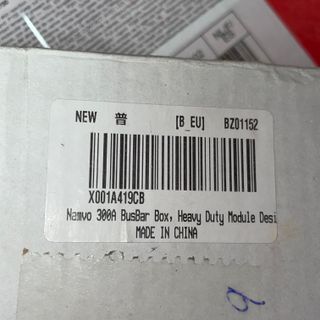 NEW 普 [B_EU] BZ01152
X001A419CB
Namvo 300A BusBar Box, Heavy Duty Module Desi
MADE IN CHINA